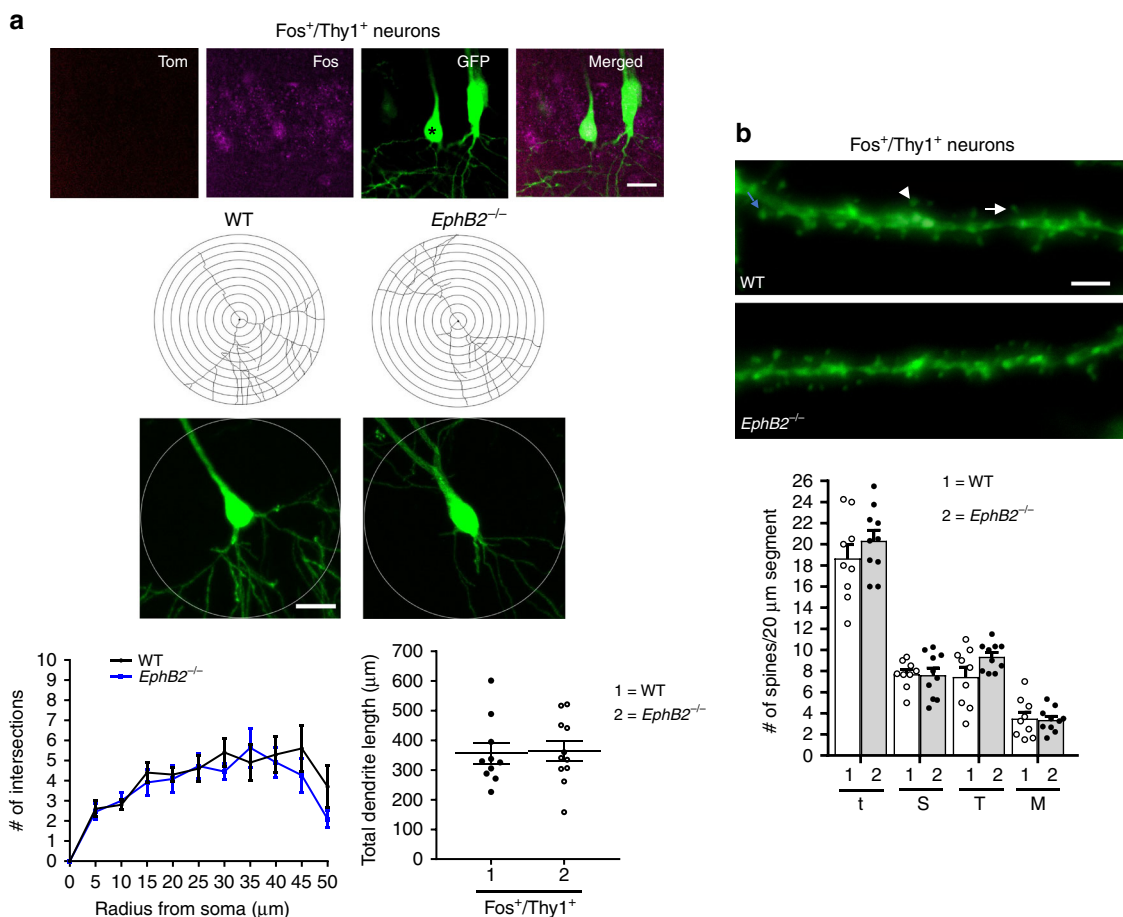 a
Fos⁺/Thy1⁺ neurons
Tom
Fos
GFP
Merged
*
WT
EphB2⁻/⁻
10
9
8
7
6
5
4
3
2
1
0
# of intersections
WT
EphB2⁻/⁻
0 5 10 15 20 25 30 35 40 45 50
Radius from soma (µm)
700
600
500
400
300
200
100
0
Total dendrite length (µm)
1 = WT
2 = EphB2⁻/⁻
1 2
Fos⁺/Thy1⁺
b
Fos⁺/Thy1⁺ neurons
WT
EphB2⁻/⁻
26
24
22
20
18
16
14
12
10
8
6
4
2
0
# of spines/20 µm segment
1 = WT
2 = EphB2⁻/⁻
1 2 1 2 1 2 1 2
t S T M